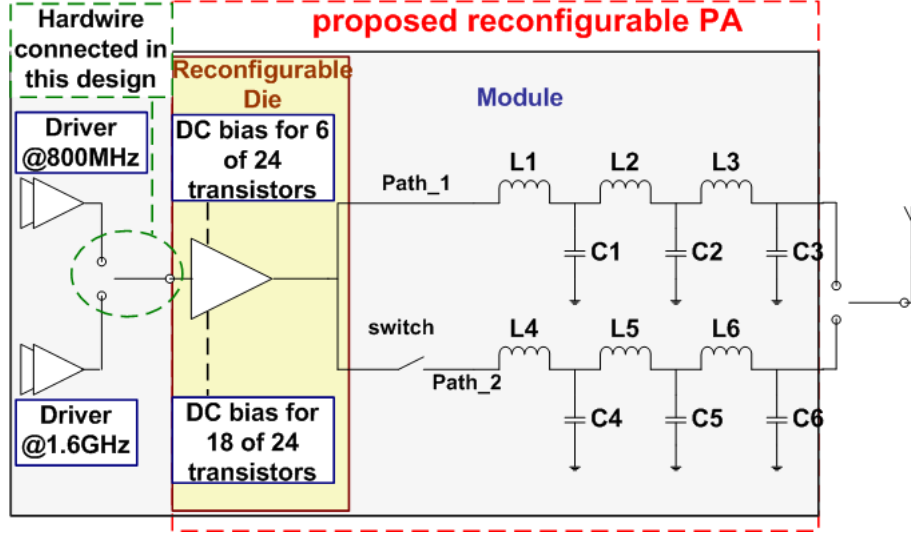 Hardwire
connected in
this design
proposed reconfigurable PA
Reconfigurable
Die
Module
Driver
@800MHz
DC bias for 6
of 24
transistors
Path_1
L1
L2
L3
C1
C2
C3
switch
Path_2
L4
L5
L6
C4
C5
C6
Driver
@1.6GHz
DC bias for
18 of 24
transistors